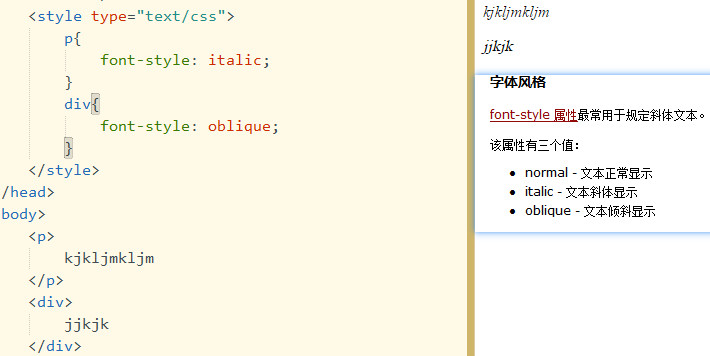 <style type="text/css">
p{
font-style: italic;
}
div{
font-style: oblique;
}
</style>
/head>
body>
<p>
kjkljmkljm
</p>
<div>
jjkjk
</div>
kjkljmkljm
jjkjk
字体风格
font-style 属性最常用于规定斜体文本。
该属性有三个值：
• normal - 文本正常显示
• italic - 文本斜体显示
• oblique - 文本倾斜显示